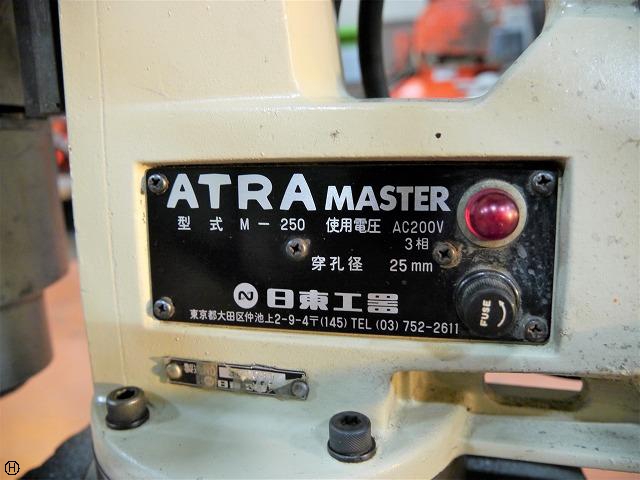 ATRA MASTER
型式 M－250 使用電圧 AC200V
3相
穿孔径 25mm
日東工器
東京都大田区仲池上2-9-4〒(145) TEL (03) 752-2611
FUSE
H